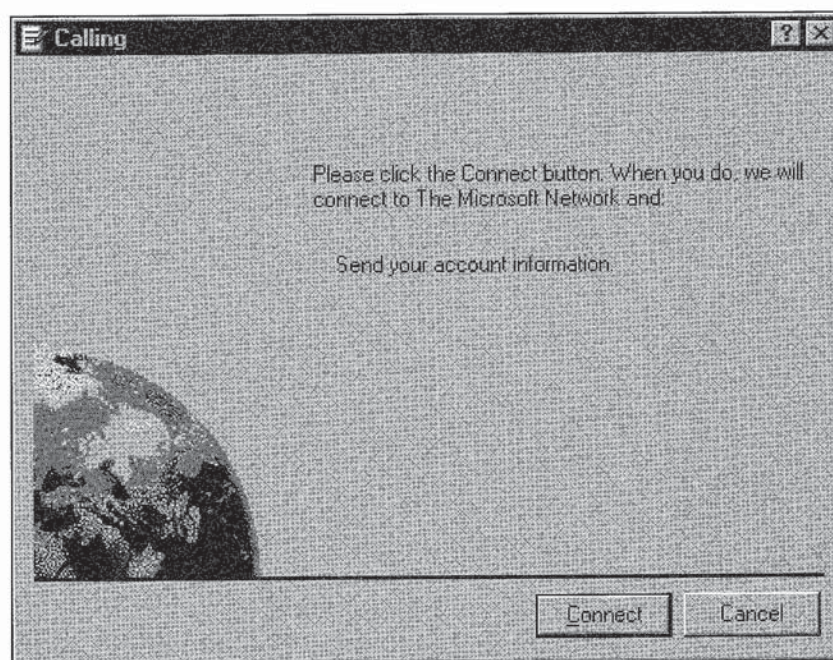 Calling
Please click the Connect button. When you do, we will
connect to The Microsoft Network and:
Send your account information.
Connect
Cancel